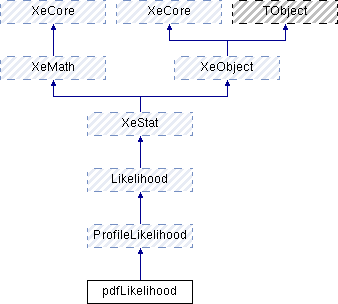 XeCore XeCore TObject
XeMath XeObject
XeStat
Likelihood
ProfileLikelihood
pdfLikelihood